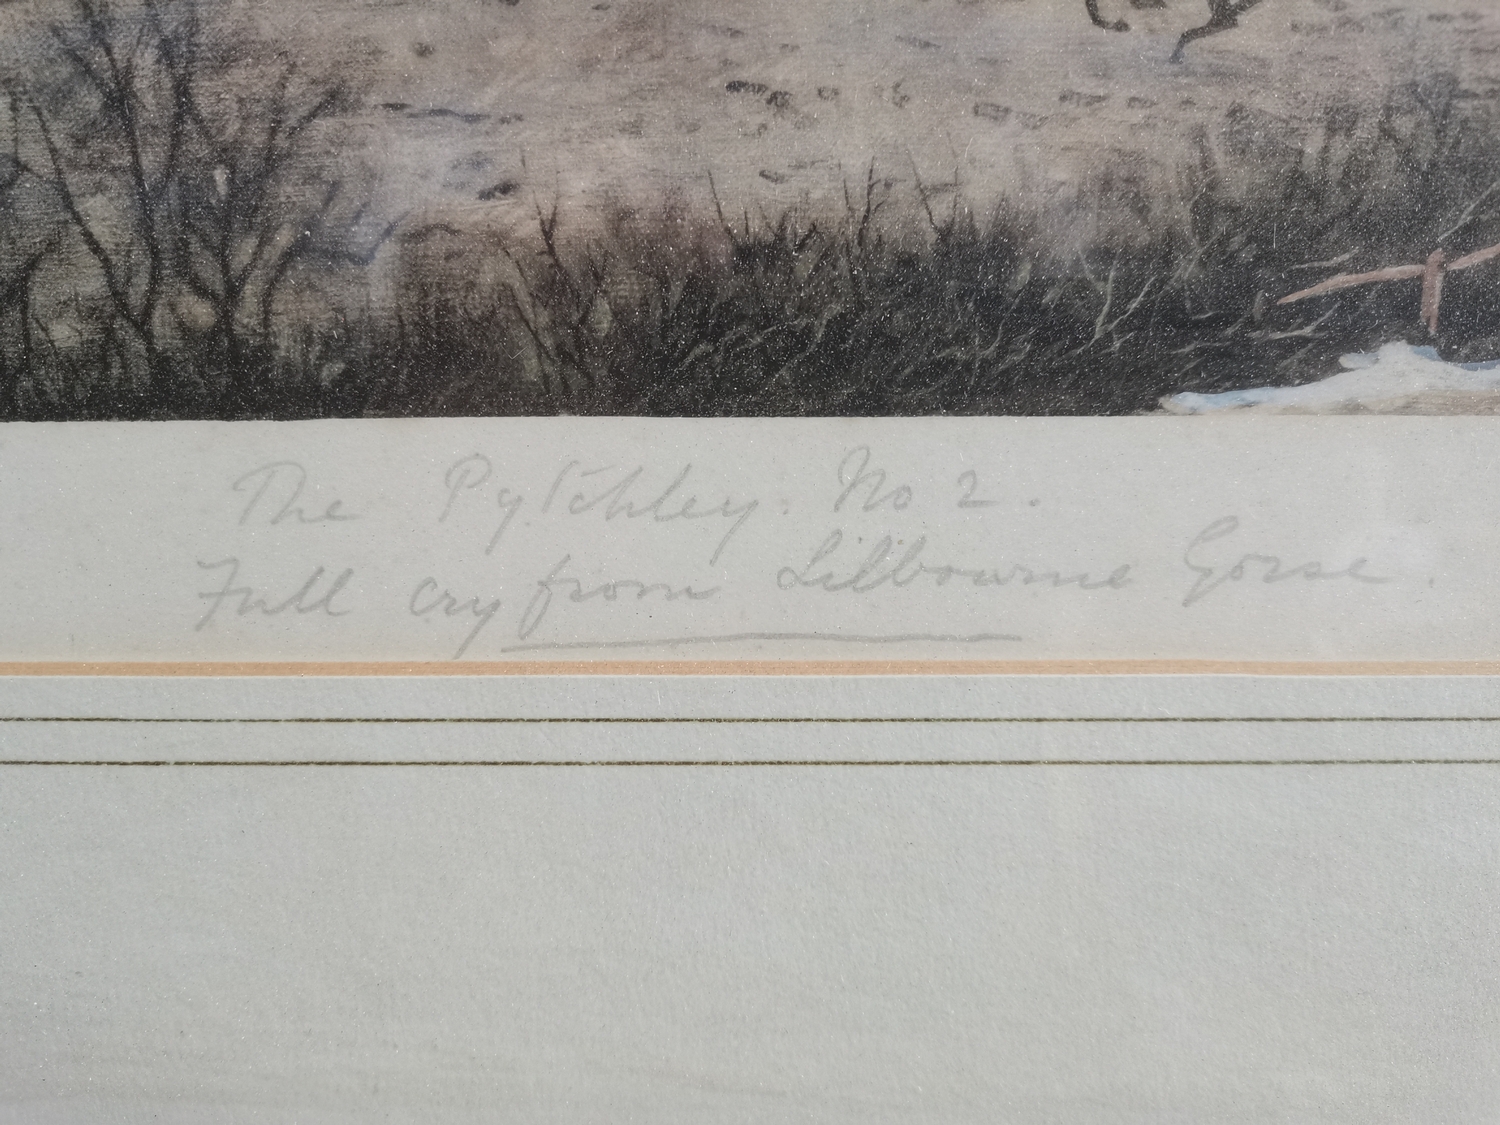 The Pytchley. No 2.
Full cry from Lilbourne Gorse.